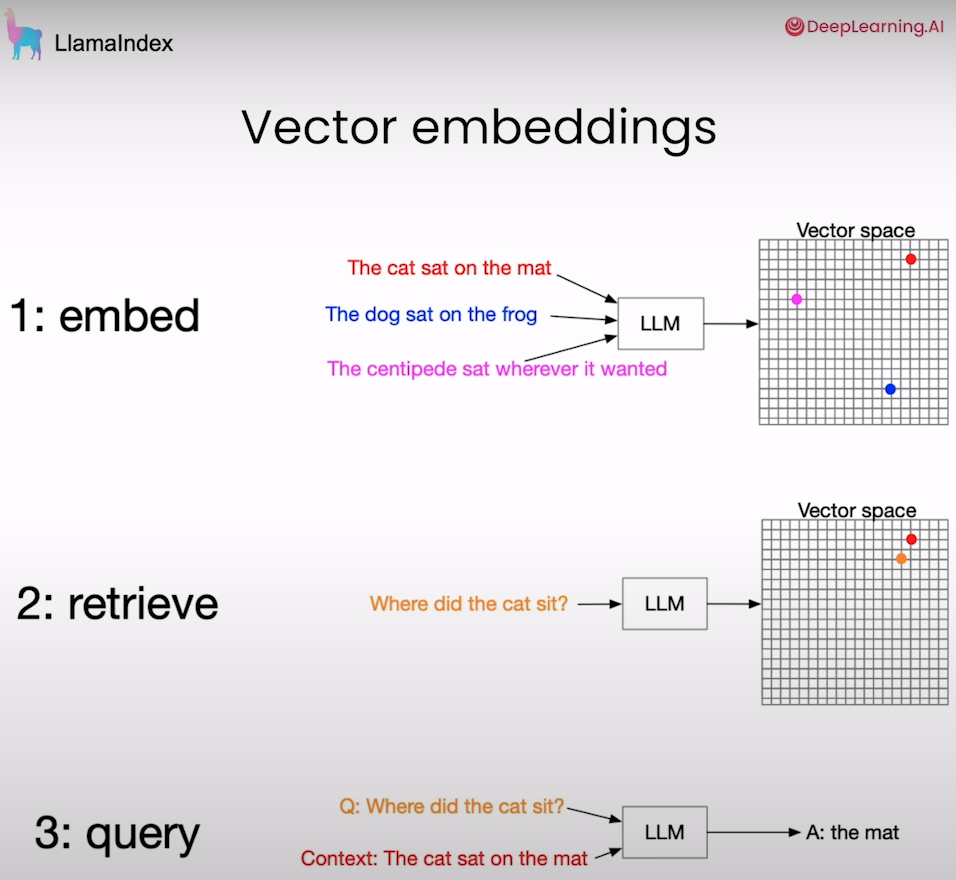 LlamaIndex
DeepLearning.AI
Vector embeddings
1: embed
The cat sat on the mat
The dog sat on the frog
The centipede sat wherever it wanted
LLM
Vector space
2: retrieve
Where did the cat sit?
LLM
Vector space
3: query
Q: Where did the cat sit?
Context: The cat sat on the mat
LLM
A: the mat